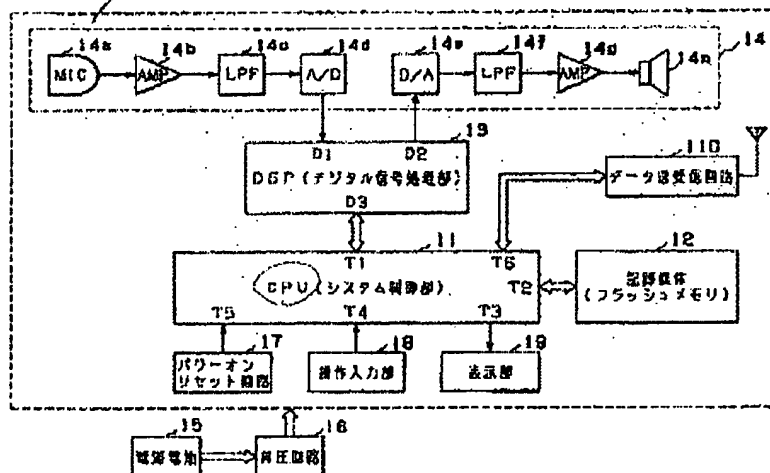 14a 14b 14c 14d 14e 14f 14g 14h 14
MIC AMP LPF A/D D/A LPF AMP
D1 D2 13
DSP(デジタル信号処理部)
D3
110
データ送受信回路
11
T1 T6
CPU(システム制御部)
T2
T5 T4 T3
12
記録媒体
(フラッシュメモリ)
17 18 19
パワーオン
リセット回路
操作入力部
表示部
15 16
電源電池
昇圧回路